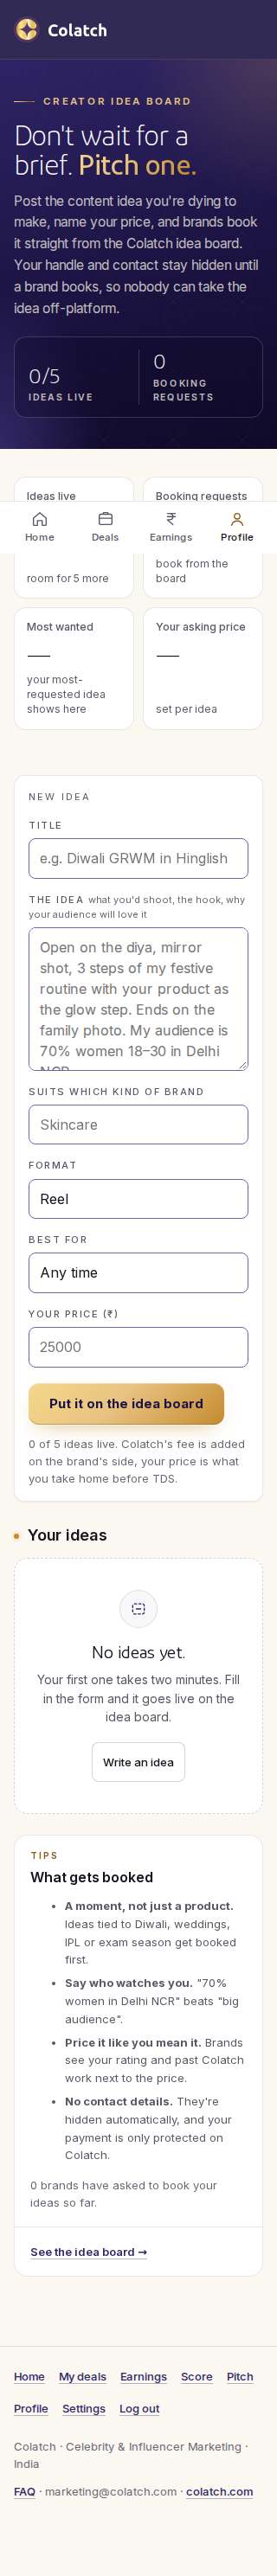 Colatch
CREATOR IDEA BOARD
Don't wait for a
brief. Pitch one.
Post the content idea you're dying to
make, name your price, and brands book
it straight from the Colatch idea board.
Your handle and contact stay hidden until
a brand books, so nobody can take the
idea off-platform.
0/5
IDEAS LIVE
0
BOOKING
REQUESTS
Ideas live
Booking requests
Home
Deals
Earnings
Profile
room for 5 more
book from the
board
Most wanted
—
your most-
requested idea
shows here
Your asking price
—
set per idea
NEW IDEA
TITLE
e.g. Diwali GRWM in Hinglish
THE IDEA what you'd shoot, the hook, why
your audience will love it
Open on the diya, mirror
shot, 3 steps of my festive
routine with your product as
the glow step. Ends on the
family photo. My audience is
70% women 18–30 in Delhi
NCR
SUITS WHICH KIND OF BRAND
Skincare
FORMAT
Reel
BEST FOR
Any time
YOUR PRICE (₹)
25000
Put it on the idea board
0 of 5 ideas live. Colatch's fee is added
on the brand's side, your price is what
you take home before TDS.
Your ideas
No ideas yet.
Your first one takes two minutes. Fill
in the form and it goes live on the
idea board.
Write an idea
TIPS
What gets booked
• A moment, not just a product.
Ideas tied to Diwali, weddings,
IPL or exam season get booked
first.
• Say who watches you. "70%
women in Delhi NCR" beats "big
audience".
• Price it like you mean it. Brands
see your rating and past Colatch
work next to the price.
• No contact details. They're
hidden automatically, and your
payment is only protected on
Colatch.
0 brands have asked to book your
ideas so far.
See the idea board →
Home My deals Earnings Score Pitch
Profile Settings Log out
Colatch · Celebrity & Influencer Marketing ·
India
FAQ · marketing@colatch.com · colatch.com